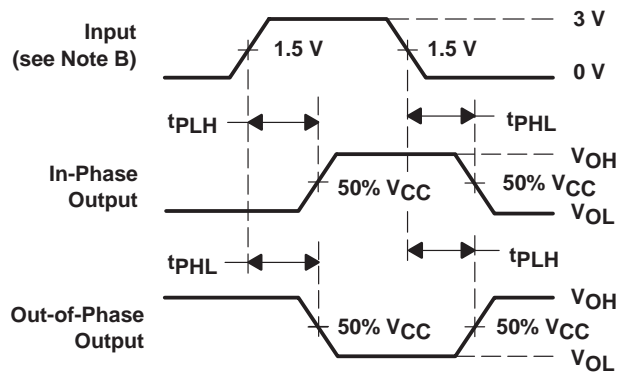 Input
(see Note B)
3 V
1.5 V
1.5 V
0 V
tPLH
tPHL
In-Phase
Output
VOH
50% VCC
50% VCC
VOL
tPHL
tPLH
Out-of-Phase
Output
VOH
50% VCC
50% VCC
VOL